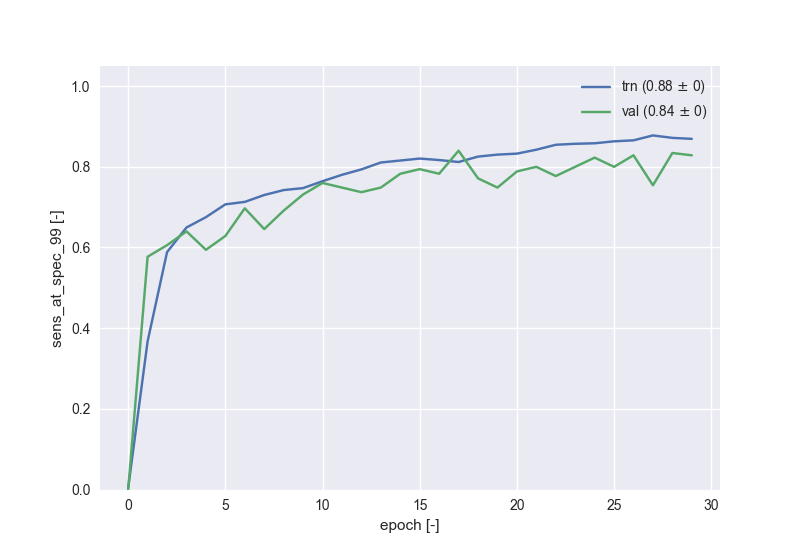 1.0
0.8
0.6
0.4
0.2
0.0
sens_at_spec_99 [-]
trn (0.88 ± 0)
val (0.84 ± 0)
0 5 10 15 20 25 30
epoch [-]